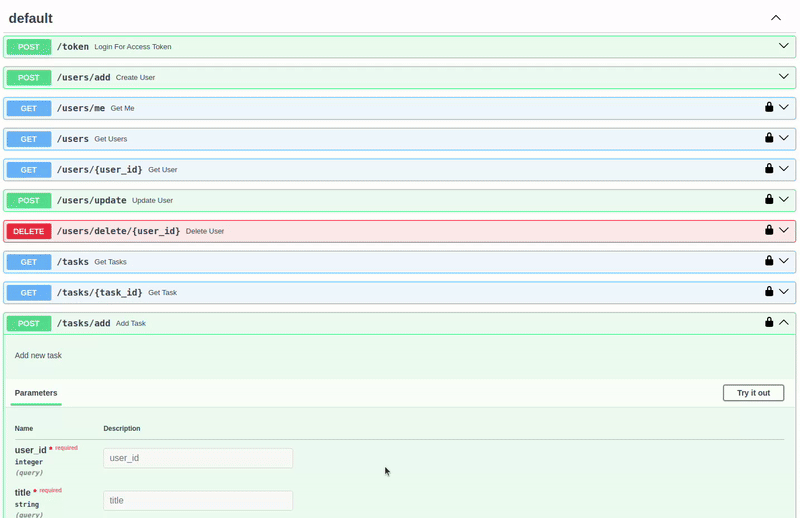 default
POST /token Login For Access Token
POST /users/add Create User
GET /users/me Get Me
GET /users Get Users
GET /users/{user_id} Get User
POST /users/update Update User
DELETE /users/delete/{user_id} Delete User
GET /tasks Get Tasks
GET /tasks/{task_id} Get Task
POST /tasks/add Add Task
Add new task
Parameters Try it out
Name Description
user_id * required
integer user_id
(query)
title * required
string title
(query)